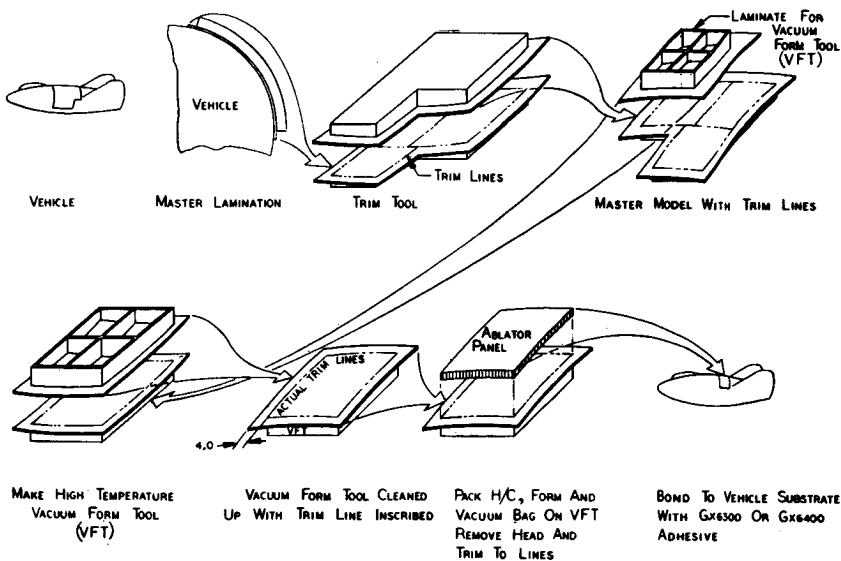 LAMINATE FOR
VACUUM
FORM TOOL
(VFT)
VEHICLE
TRIM LINES
VEHICLE
MASTER LAMINATION
TRIM TOOL
MASTER MODEL WITH TRIM LINES
ABLATOR
PANEL
ACTUAL TRIM LINES
VFT
4.0
MAKE HIGH TEMPERATURE
VACUUM FORM TOOL
(VFT)
VACUUM FORM TOOL CLEANED
UP WITH TRIM LINE INSCRIBED
PACK H/C, FORM AND
VACUUM BAG ON VFT
REMOVE HEAD AND
TRIM TO LINES
BOND TO VEHICLE SUBSTRATE
WITH GX6300 OR GX6400
ADHESIVE